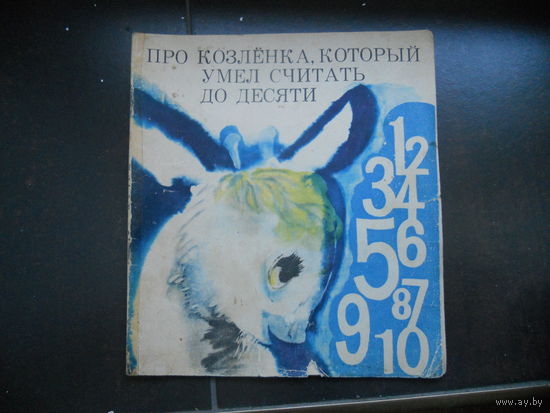 ПРО КОЗЛЁНКА, КОТОРЫЙ
УМЕЛ СЧИТАТЬ
ДО ДЕСЯТИ
1 2
3 4
5 6
8 7
9 10
www.ay.by